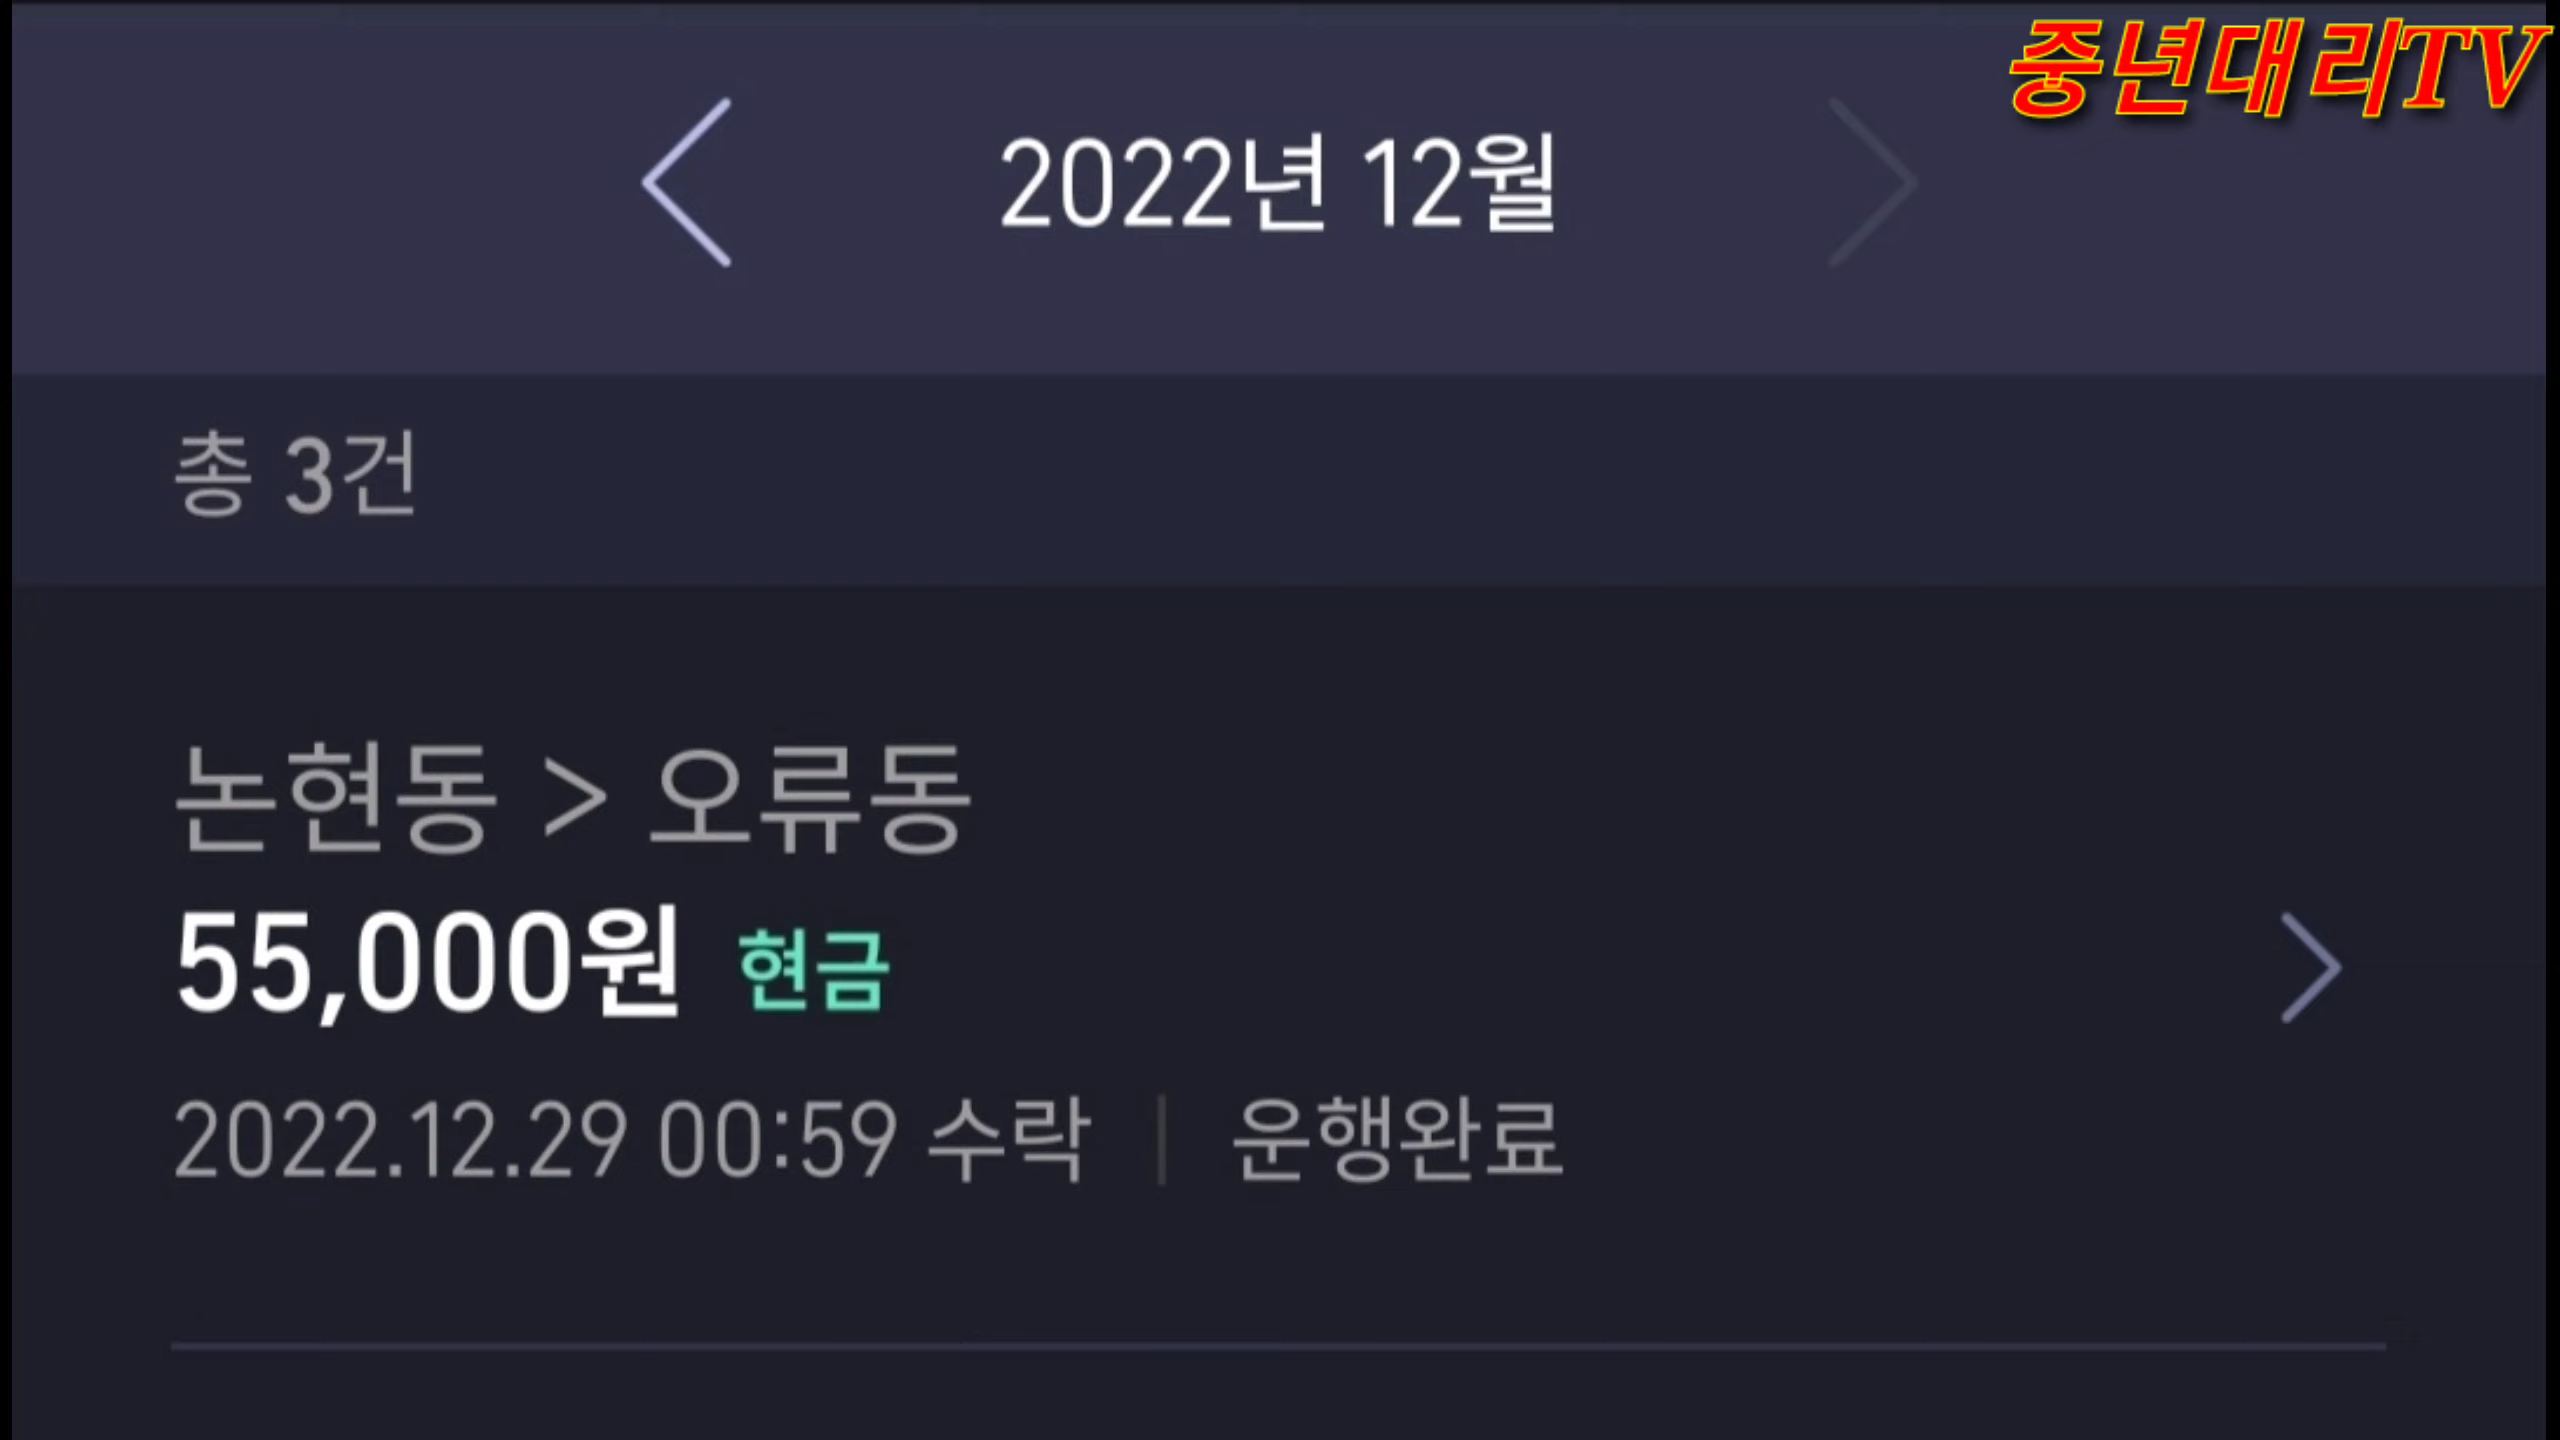 중년대리TV
2022년 12월
총 3건
논현동 > 오류동
55,000원 현금
2022.12.29 00:59 수락 | 운행완료